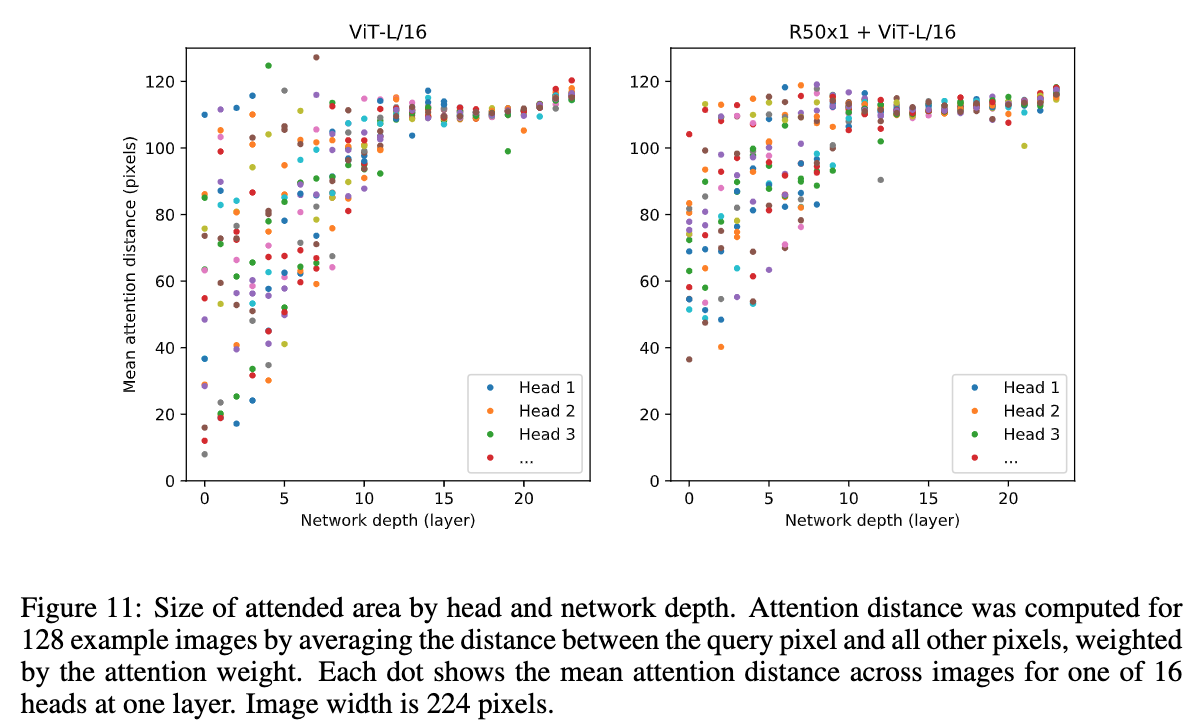 ViT-L/16
Mean attention distance (pixels)
120
100
80
60
40
20
0
Head 1
Head 2
Head 3
...
0 5 10 15 20
Network depth (layer)
R50x1 + ViT-L/16
120
100
80
60
40
20
0
Head 1
Head 2
Head 3
...
0 5 10 15 20
Network depth (layer)
Figure 11: Size of attended area by head and network depth. Attention distance was computed for
128 example images by averaging the distance between the query pixel and all other pixels, weighted
by the attention weight. Each dot shows the mean attention distance across images for one of 16
heads at one layer. Image width is 224 pixels.